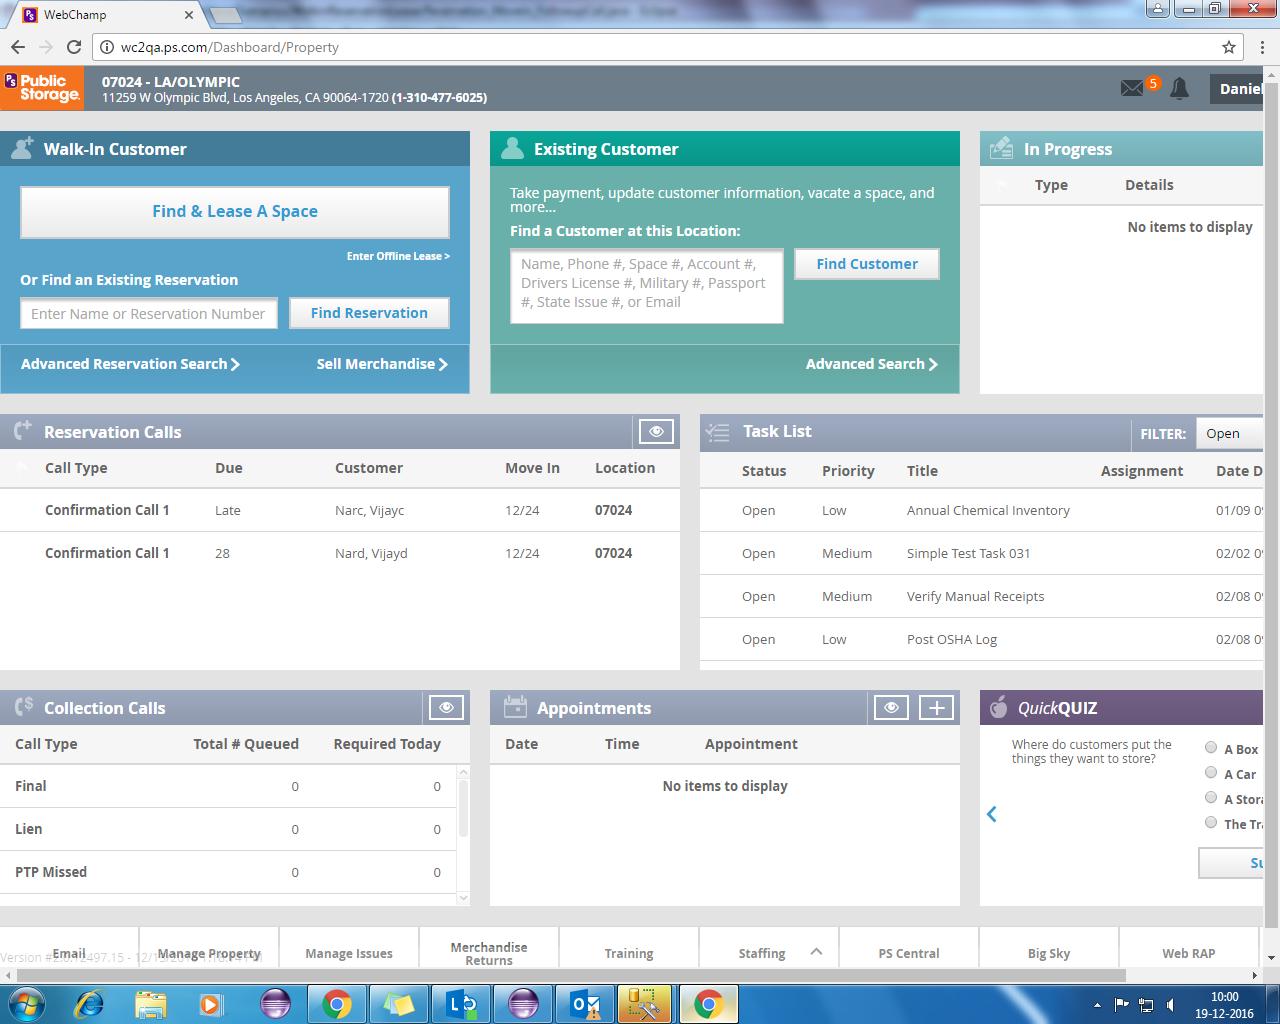 WebChamp
wc2qa.ps.com/Dashboard/Property
PS Public Storage
07024 - LA/OLYMPIC
11259 W Olympic Blvd, Los Angeles, CA 90064-1720 (1-310-477-6025)
5
Daniel
Walk-In Customer
Find & Lease A Space
Enter Offline Lease >
Or Find an Existing Reservation
Enter Name or Reservation Number
Find Reservation
Advanced Reservation Search
Sell Merchandise
Existing Customer
Take payment, update customer information, vacate a space, and
more...
Find a Customer at this Location:
Name, Phone #, Space #, Account #,
Drivers License #, Military #, Passport
#, State Issue #, or Email
Find Customer
Advanced Search
In Progress
Type Details
No items to display
Reservation Calls
Call Type Due Customer Move In Location
Confirmation Call 1 Late Narc, Vijayc 12/24 07024
Confirmation Call 1 28 Nard, Vijayd 12/24 07024
Task List
FILTER: Open
Status Priority Title Assignment Date D
Open Low Annual Chemical Inventory 01/09 09
Open Medium Simple Test Task 031 02/02 09
Open Medium Verify Manual Receipts 02/08 09
Open Low Post OSHA Log 02/08 09
Collection Calls
Call Type Total # Queued Required Today
Final 0 0
Lien 0 0
PTP Missed 0 0
Appointments
Date Time Appointment
No items to display
QuickQUIZ
Where do customers put the
things they want to store?
A Box
A Car
A Stora
The Tra
Su
Email
Manage Property
Manage Issues
Merchandise
Returns
Training
Staffing
PS Central
Big Sky
Web RAP
10:00
19-12-2016